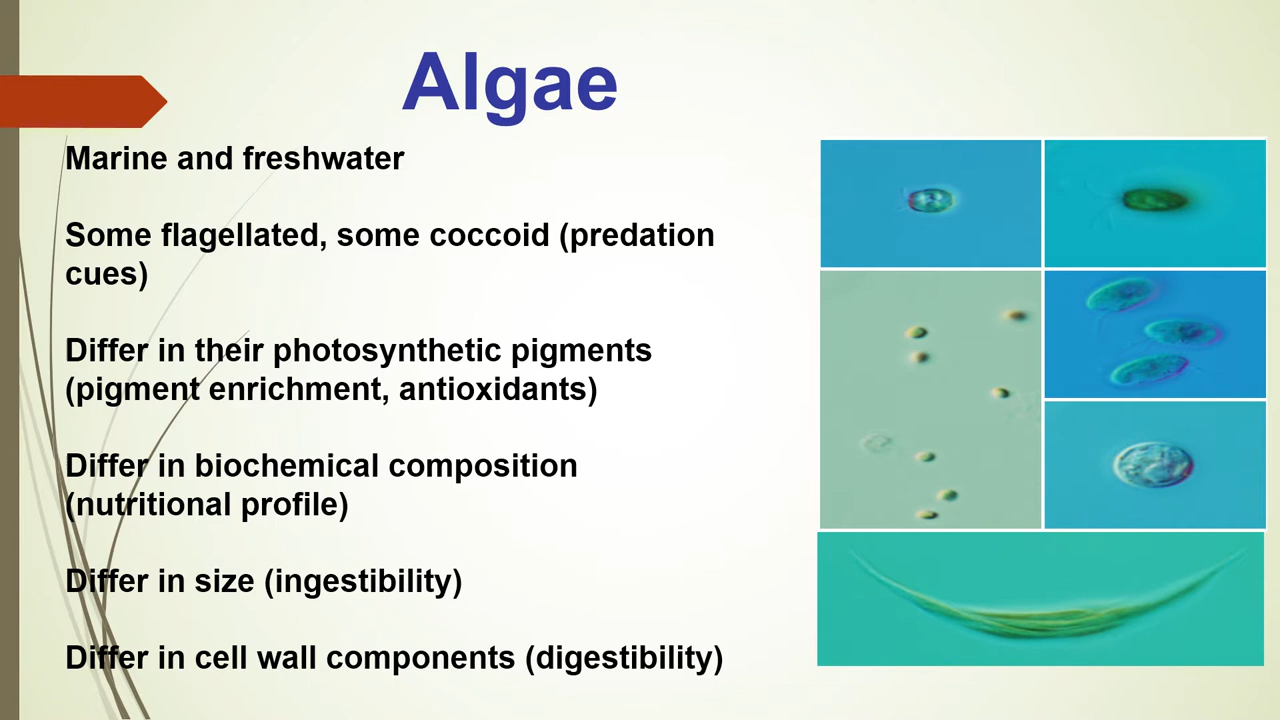 Algae
Marine and freshwater
Some flagellated, some coccoid (predation
cues)
Differ in their photosynthetic pigments
(pigment enrichment, antioxidants)
Differ in biochemical composition
(nutritional profile)
Differ in size (ingestibility)
Differ in cell wall components (digestibility)